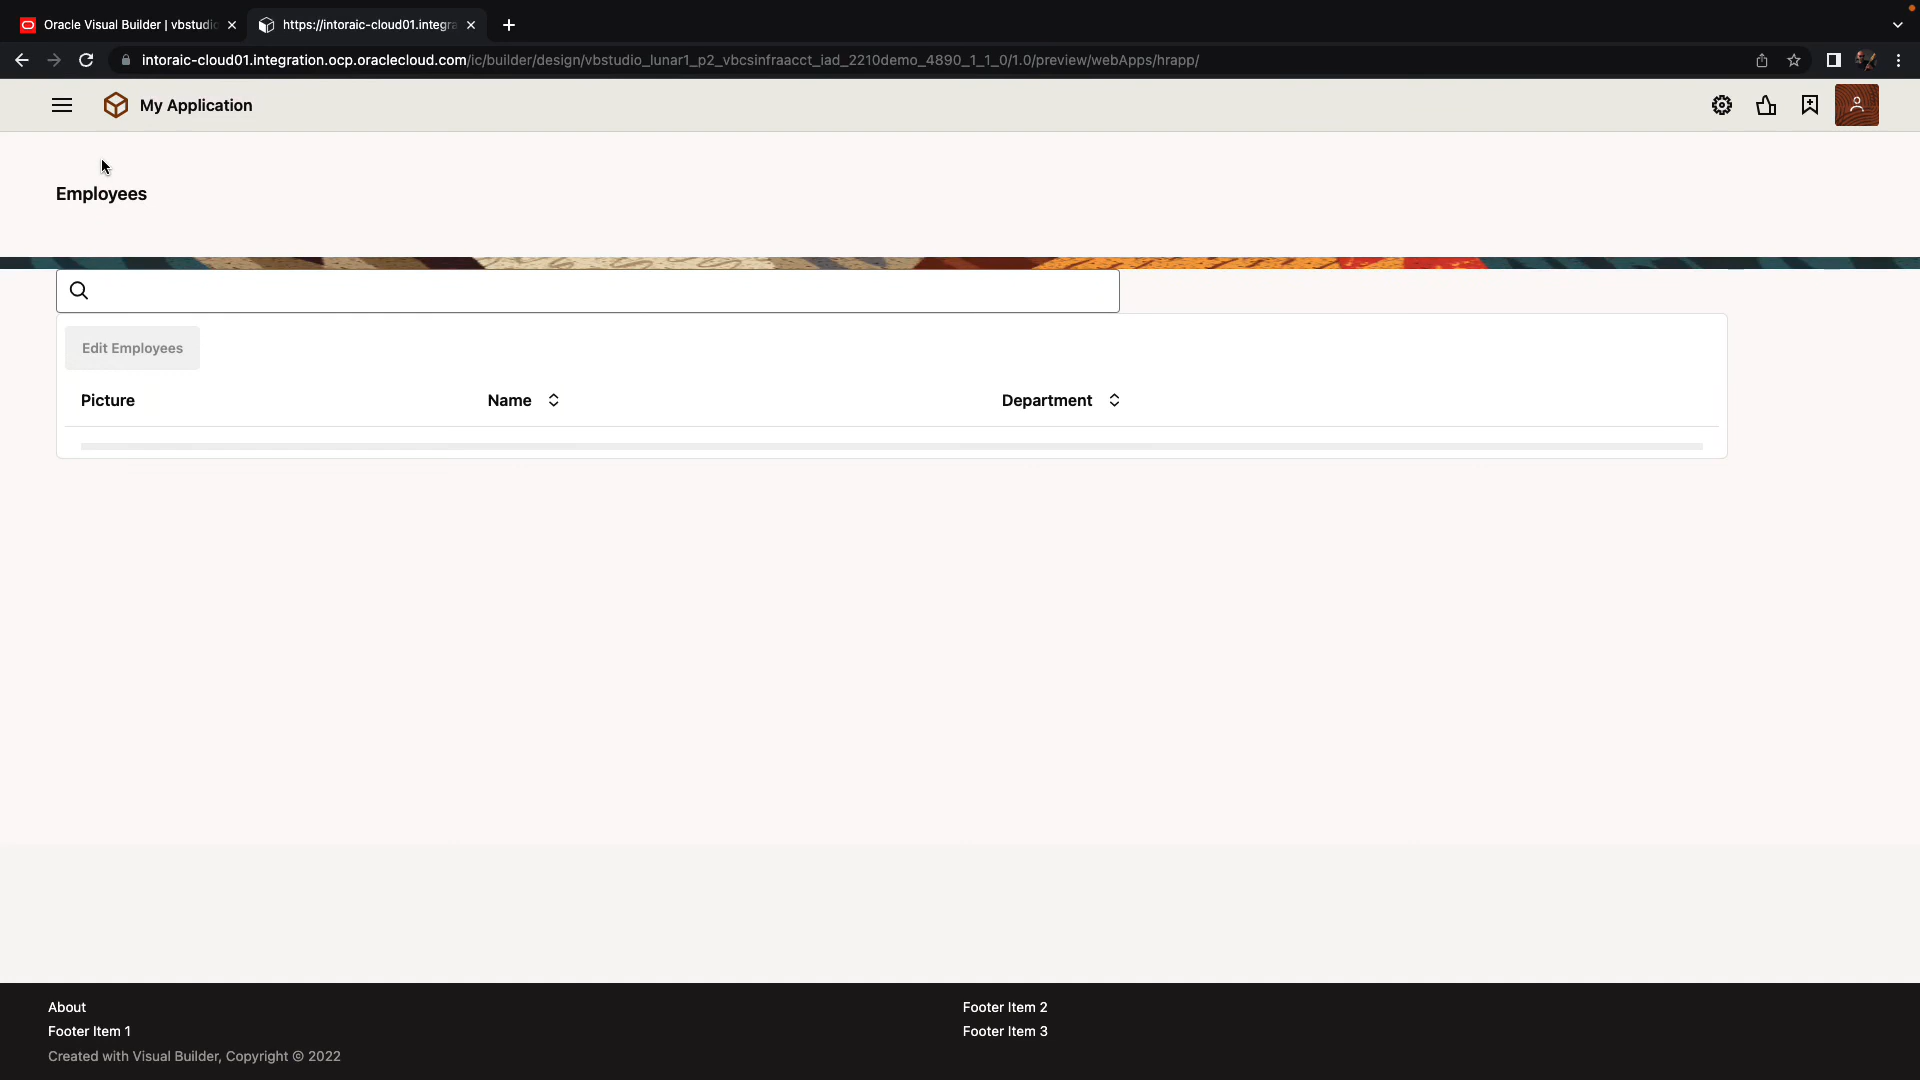 Oracle Visual Builder | vbstudio
https://intoraic-cloud01.integra
intoraic-cloud01.integration.ocp.oraclecloud.com/ic/builder/design/vbstudio_lunar1_p2_vbcsinfraacct_iad_2210demo_4890_1_1_0/1.0/preview/webApps/hrapp/
My Application
Employees
Edit Employees
Picture Name Department
About Footer Item 2
Footer Item 1 Footer Item 3
Created with Visual Builder, Copyright © 2022